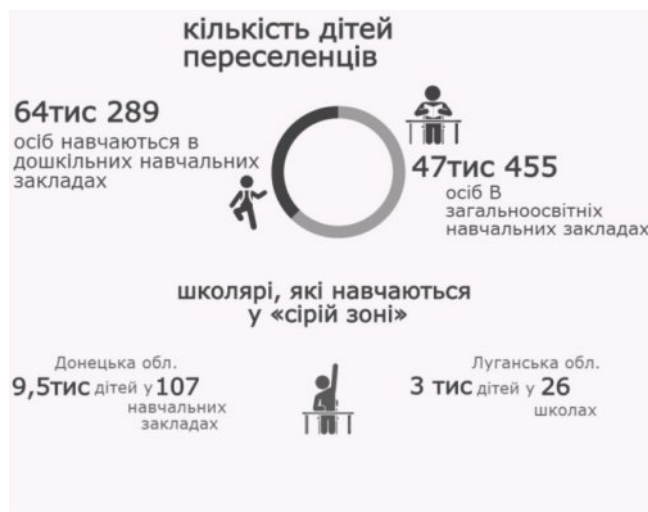 кількість дітей
переселенців
64тис 289
осіб навчаються в
дошкільних навчальних
закладах
47тис 455
осіб В
загальноосвітніх
навчальних закладах
школярі, які навчаються
у «сірій зоні»
Донецька обл.
9,5тис дітей у 107
навчальних
закладах
Луганська обл.
3 тис дітей у 26
школах